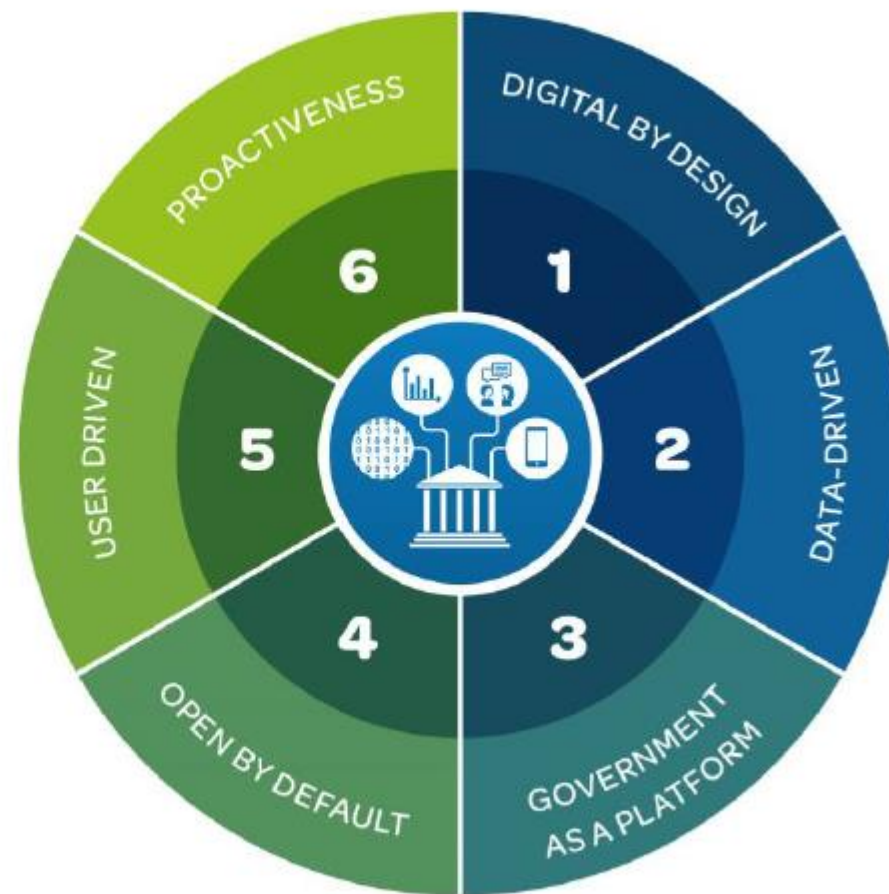 1
DIGITAL BY DESIGN
2
DATA-DRIVEN
3
GOVERNMENT
AS A PLATFORM
4
OPEN BY DEFAULT
5
USER DRIVEN
6
PROACTIVENESS